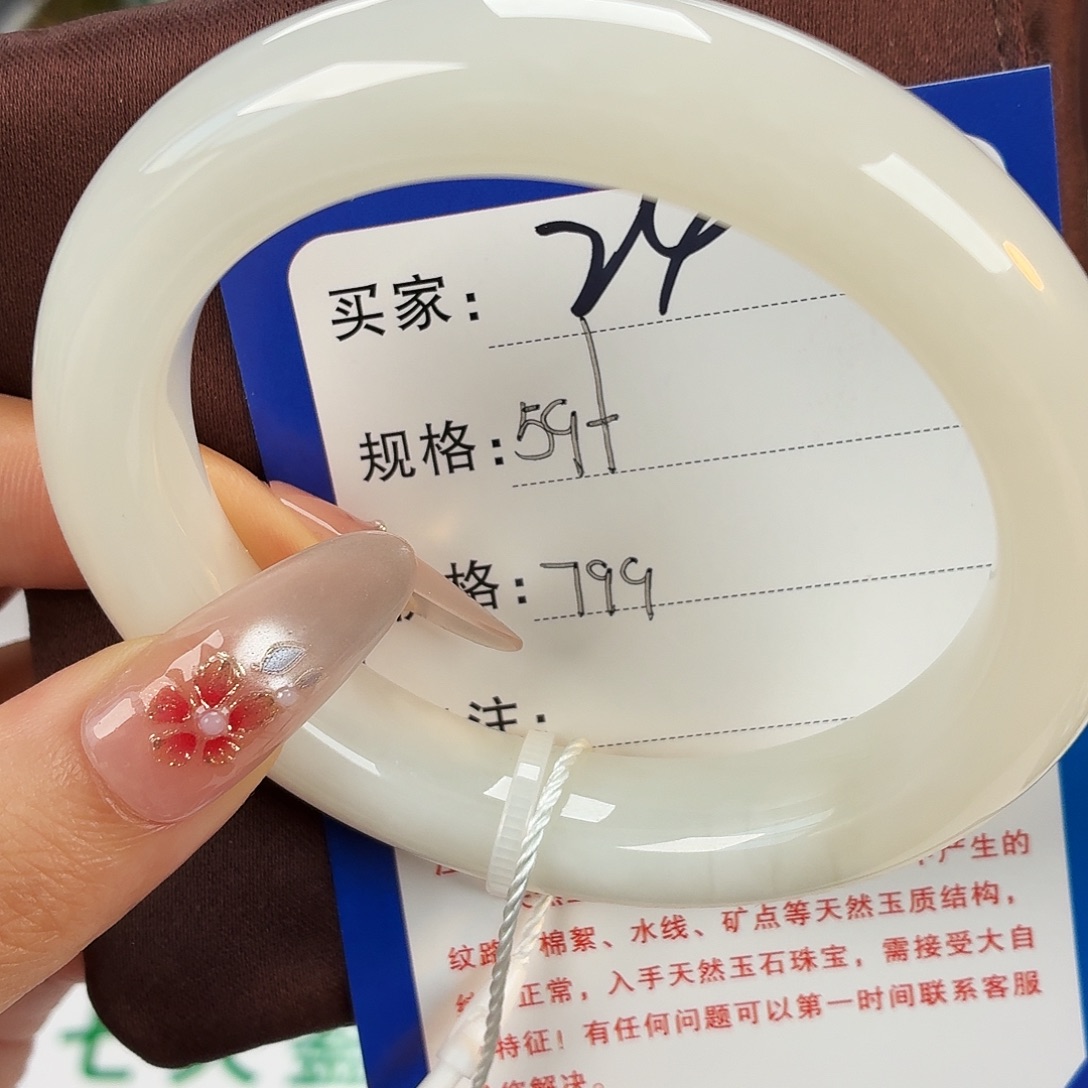 买家: 24
规格: 59+
格: 799
注:
产生的
纹路 棉絮、水线、矿点等天然玉质结构,
正常,入手天然玉石珠宝,需接受大自
特征!有任何问题可以第一时间联系客服
解决。